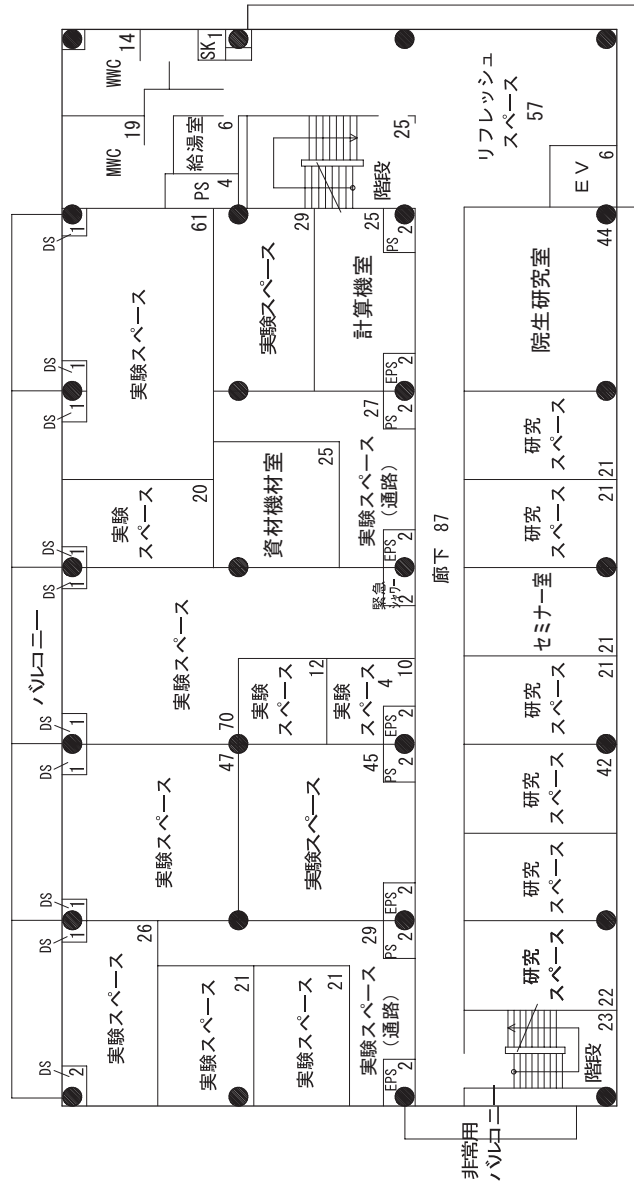 バルコニー
DS
2
DS
1
DS
1
DS
1
DS
1
DS
1
DS
1
DS
1
DS
1
DS
1
実験スペース
26
実験スペース
21
実験スペース
21
実験スペース
(通路)
29
EPS 2
PS 2
実験スペース
47
実験スペース
45
EPS 2
PS 2
実験スペース
70
実験
スペース
12
実験
スペース
4
10
EPS 2
緊急
シャワー
2
実験
スペース
20
資材機材室
25
実験スペース
(通路)
27
EPS 2
PS 2
実験スペース
61
実験スペース
29
計算機室
25
EPS 2
PS 2
MWC
19
WWC
14
SK 1
PS
4
給湯室
6
階段
25
廊下 87
リフレッシュ
スペース
57
EV
6
非常用
バルコニー
階段
23
研究
スペース
22
研究
スペース
研究
スペース
42
研究
スペース
21
セミナー室
21
研究
スペース
21
研究
スペース
21
院生研究室
44